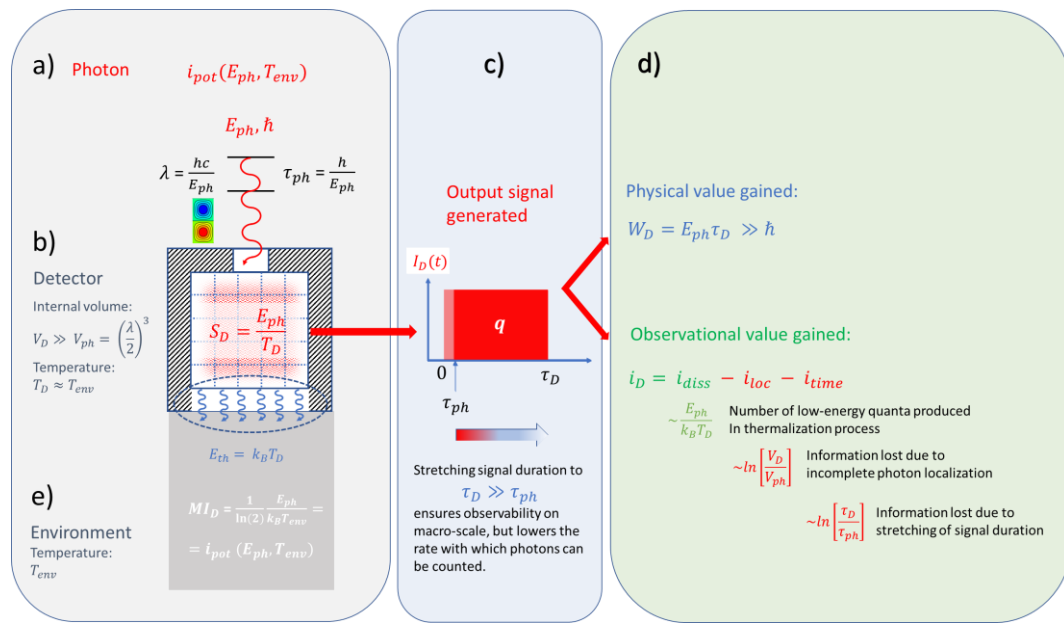 a)
Photon
i_pot(E_ph, T_env)
E_ph, ħ
λ = hc/E_ph
τ_ph = h/E_ph
b)
Detector
Internal volume:
V_D ≫ V_ph = (λ/2)^3
Temperature:
T_D ≈ T_env
S_D = E_ph/T_D
E_th = k_B T_D
e)
Environment
Temperature:
T_env
MI_D = 1/ln(2) E_ph/k_B T_env =
= i_pot (E_ph, T_env)
c)
Output signal
generated
I_D(t)
q
0
τ_D
τ_ph
Stretching signal duration to
τ_D ≫ τ_ph
ensures observability on
macro-scale, but lowers the
rate with which photons can
be counted.
d)
Physical value gained:
W_D = E_ph τ_D ≫ ħ
Observational value gained:
i_D = i_diss − i_loc − i_time
~ E_ph/k_B T_D
Number of low-energy quanta produced
In thermalization process
~ln[V_D/V_ph]
Information lost due to
incomplete photon localization
~ln[τ_D/τ_ph]
Information lost due to
stretching of signal duration